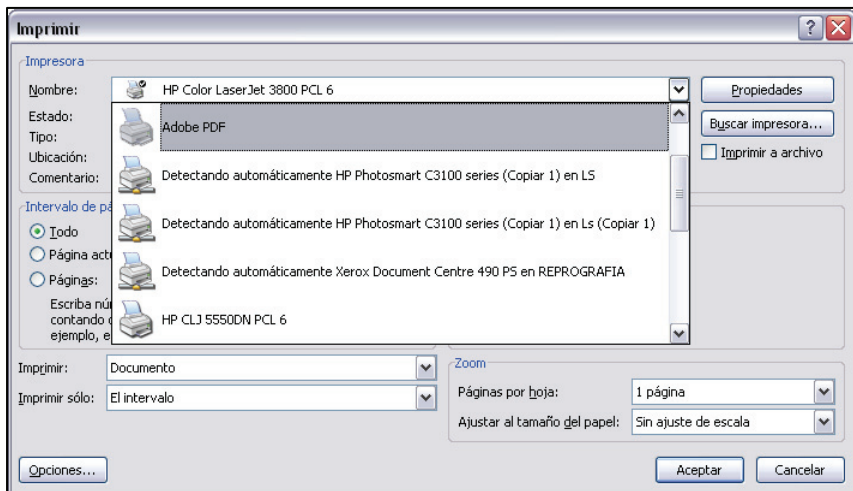 Imprimir
Impresora
Nombre:
HP Color LaserJet 3800 PCL 6
Propiedades
Estado:
Adobe PDF
Buscar impresora...
Tipo:
Ubicación:
Detectando automáticamente HP Photosmart C3100 series (Copiar 1) en LS
Imprimir a archivo
Comentario:
Intervalo de
Detectando automáticamente HP Photosmart C3100 series (Copiar 1) en Ls (Copiar 1)
Todo
Página
Detectando automáticamente Xerox Document Centre 490 PS en REPROGRAFIA
Páginas:
Escriba
HP CLJ 5550DN PCL 6
contando
ejemplo, e
Imprimir:
Documento
Zoom
Imprimir sólo:
El intervalo
Páginas por hoja:
1 página
Ajustar al tamaño del papel:
Sin ajuste de escala
Opciones...
Aceptar
Cancelar